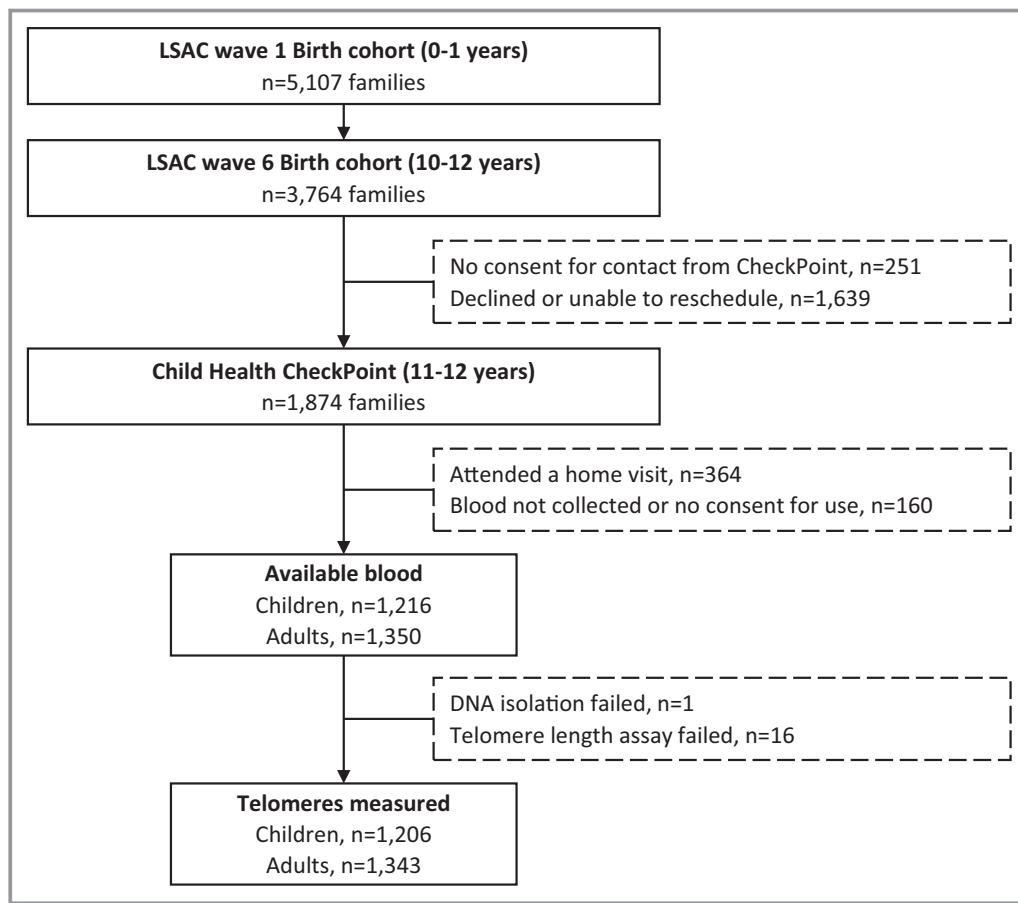 LSAC wave 1 Birth cohort (0-1 years)
n=5,107 families
LSAC wave 6 Birth cohort (10-12 years)
n=3,764 families
No consent for contact from CheckPoint, n=251
Declined or unable to reschedule, n=1,639
Child Health CheckPoint (11-12 years)
n=1,874 families
Attended a home visit, n=364
Blood not collected or no consent for use, n=160
Available blood
Children, n=1,216
Adults, n=1,350
DNA isolation failed, n=1
Telomere length assay failed, n=16
Telomeres measured
Children, n=1,206
Adults, n=1,343